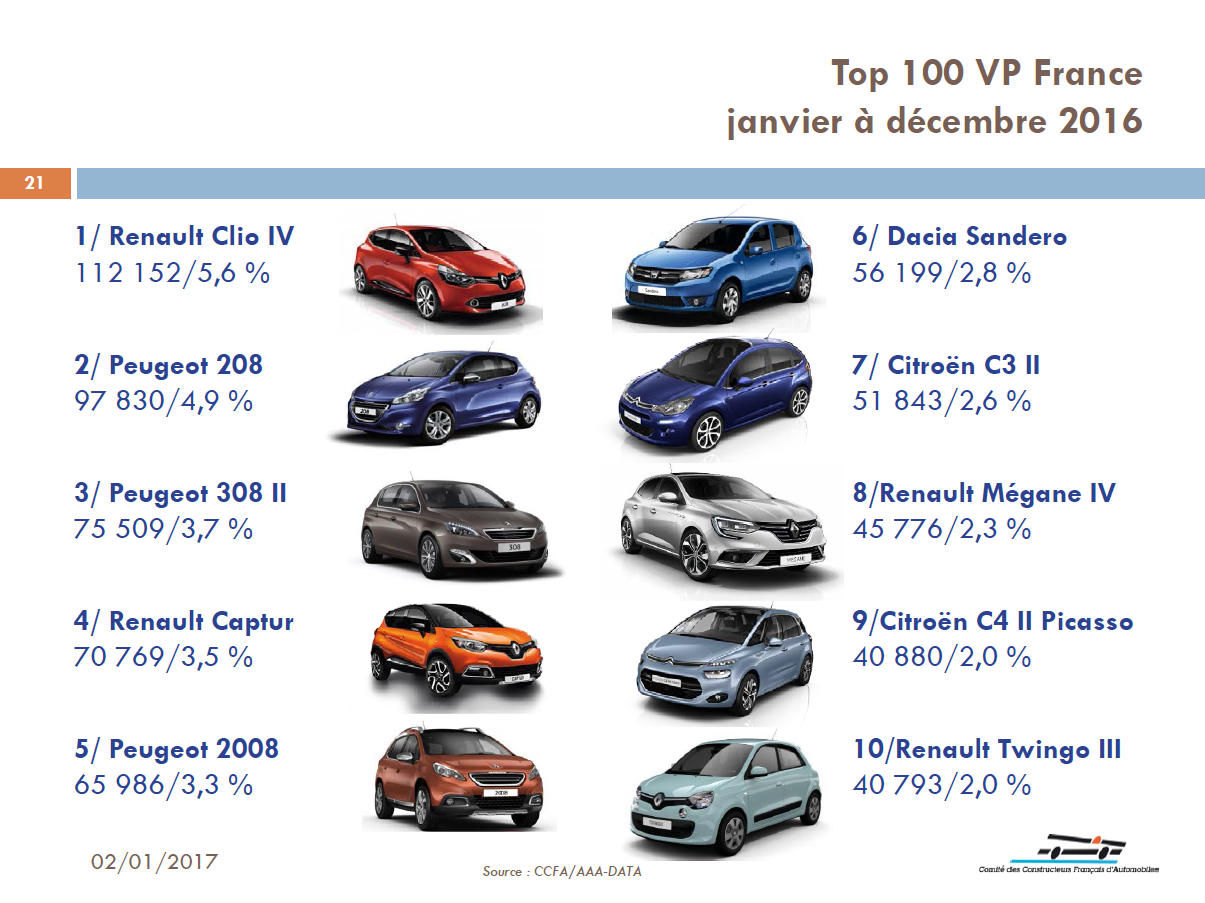 Top 100 VP France
janvier à décembre 2016
21
1/ Renault Clio IV
112 152/5,6 %
2/ Peugeot 208
97 830/4,9 %
3/ Peugeot 308 II
75 509/3,7 %
4/ Renault Captur
70 769/3,5 %
5/ Peugeot 2008
65 986/3,3 %
6/ Dacia Sandero
56 199/2,8 %
7/ Citroën C3 II
51 843/2,6 %
8/Renault Mégane IV
45 776/2,3 %
9/Citroën C4 II Picasso
40 880/2,0 %
10/Renault Twingo III
40 793/2,0 %
208
308
CAPTUR
2008
MEGANE
02/01/2017
Source : CCFA/AAA-DATA
Comité des Constructeurs Français d'Automobiles